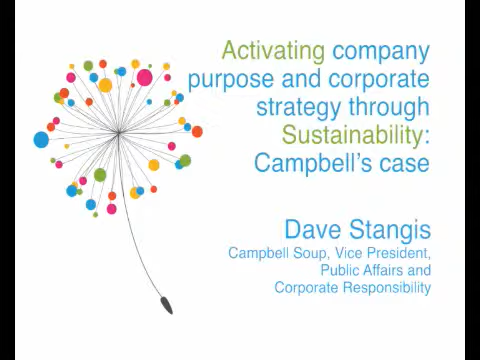 Activating company
purpose and corporate
strategy through
Sustainability:
Campbell's case
Dave Stangis
Campbell Soup, Vice President,
Public Affairs and
Corporate Responsibility